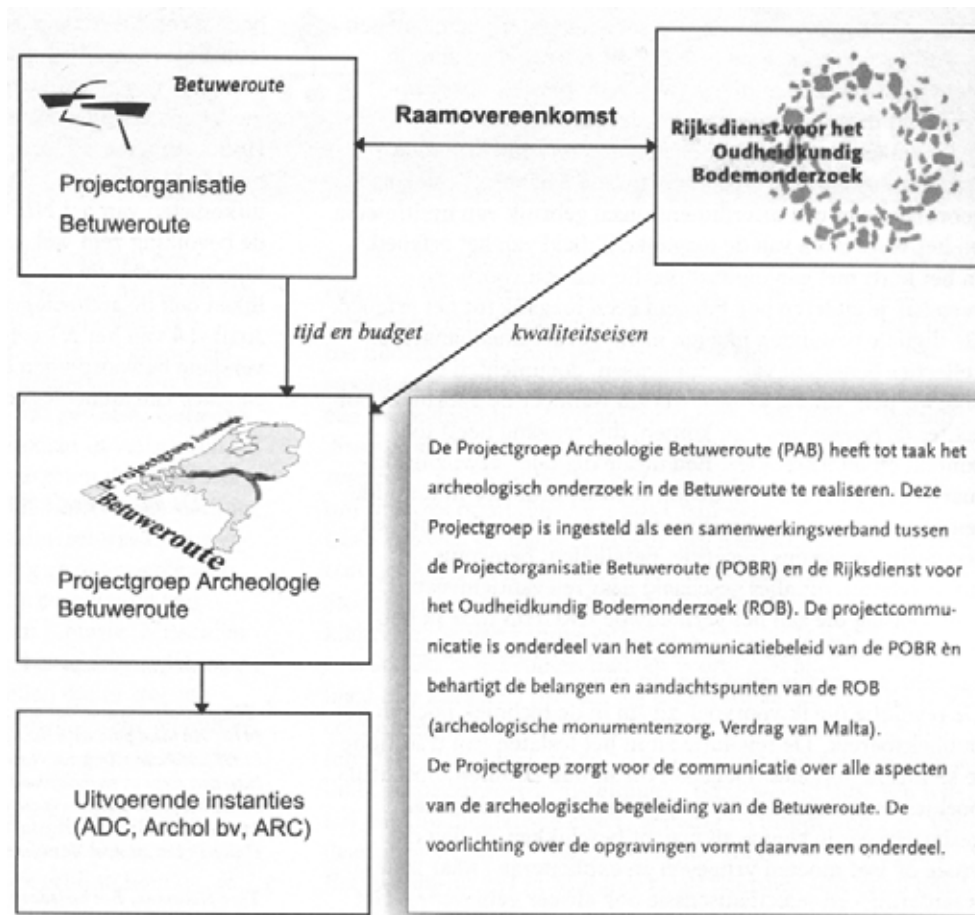 Betuweroute
Projectorganisatie
Betuweroute
Raamovereenkomst
Rijksdienst voor het
Oudheidkundig
Bodemonderzoek
tijd en budget
kwaliteitseisen
Projectgroep
Betuweroute
Projectgroep Archeologie
Betuweroute
Uitvoerende instanties
(ADC, Archol bv, ARC)
De Projectgroep Archeologie Betuweroute (PAB) heeft tot taak het
archeologisch onderzoek in de Betuweroute te realiseren. Deze
Projectgroep is ingesteld als een samenwerkingsverband tussen
de Projectorganisatie Betuweroute (POBR) en de Rijksdienst voor
het Oudheidkundig Bodemonderzoek (ROB). De projectcommu-
nicatie is onderdeel van het communicatiebeleid van de POBR èn
behartigt de belangen en aandachtspunten van de ROB
(archeologische monumentenzorg, Verdrag van Malta).
De Projectgroep zorgt voor de communicatie over alle aspecten
van de archeologische begeleiding van de Betuweroute. De
voorlichting over de opgravingen vormt daarvan een onderdeel.